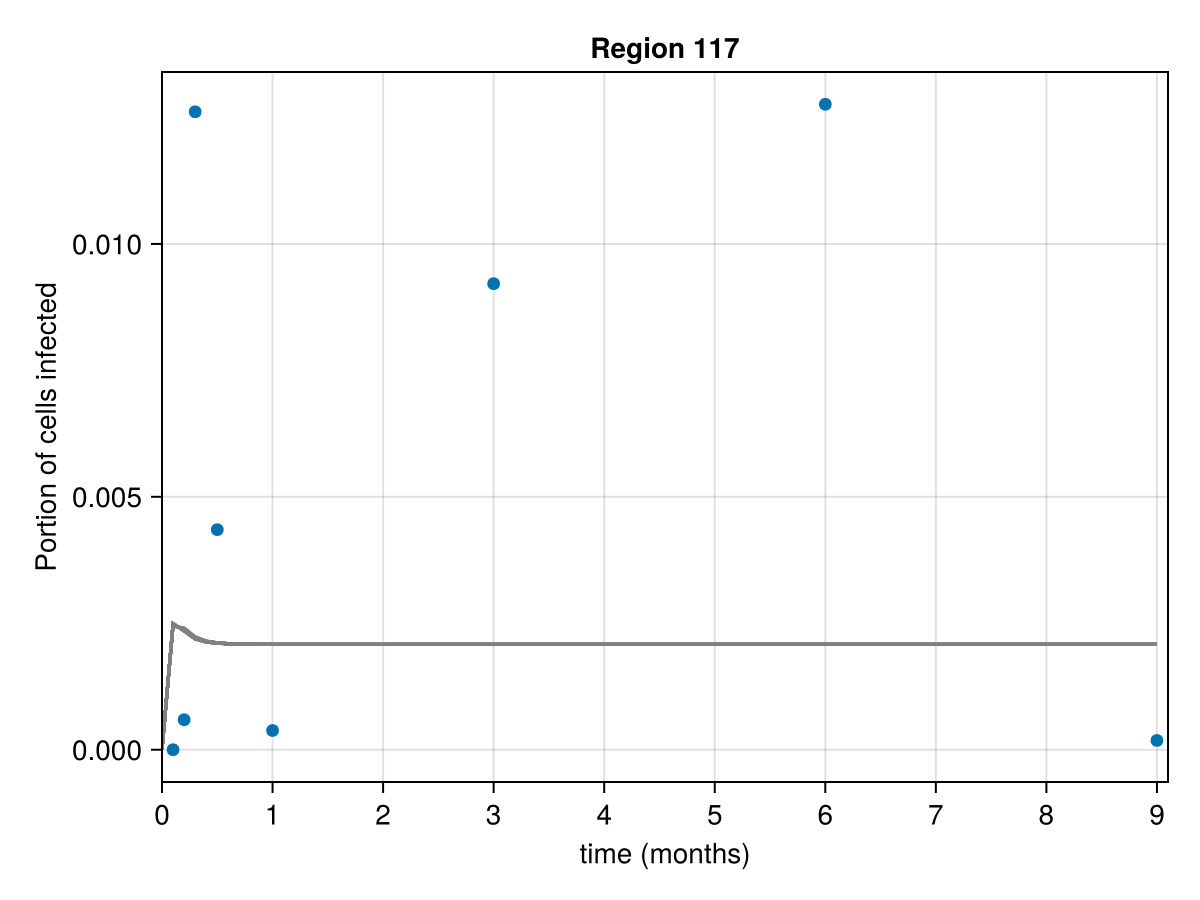 Region 117
Portion of cells infected
0.010
0.005
0.000
0 1 2 3 4 5 6 7 8 9
time (months)